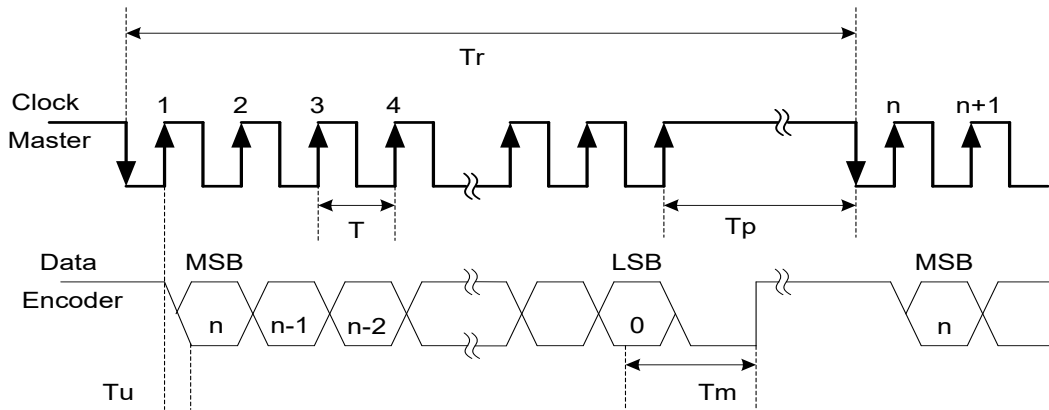 Tr
Clock
Master
1 2 3 4 n n+1
T
Tp
Data
Encoder
MSB LSB MSB
n n-1 n-2 0 n
Tu
Tm